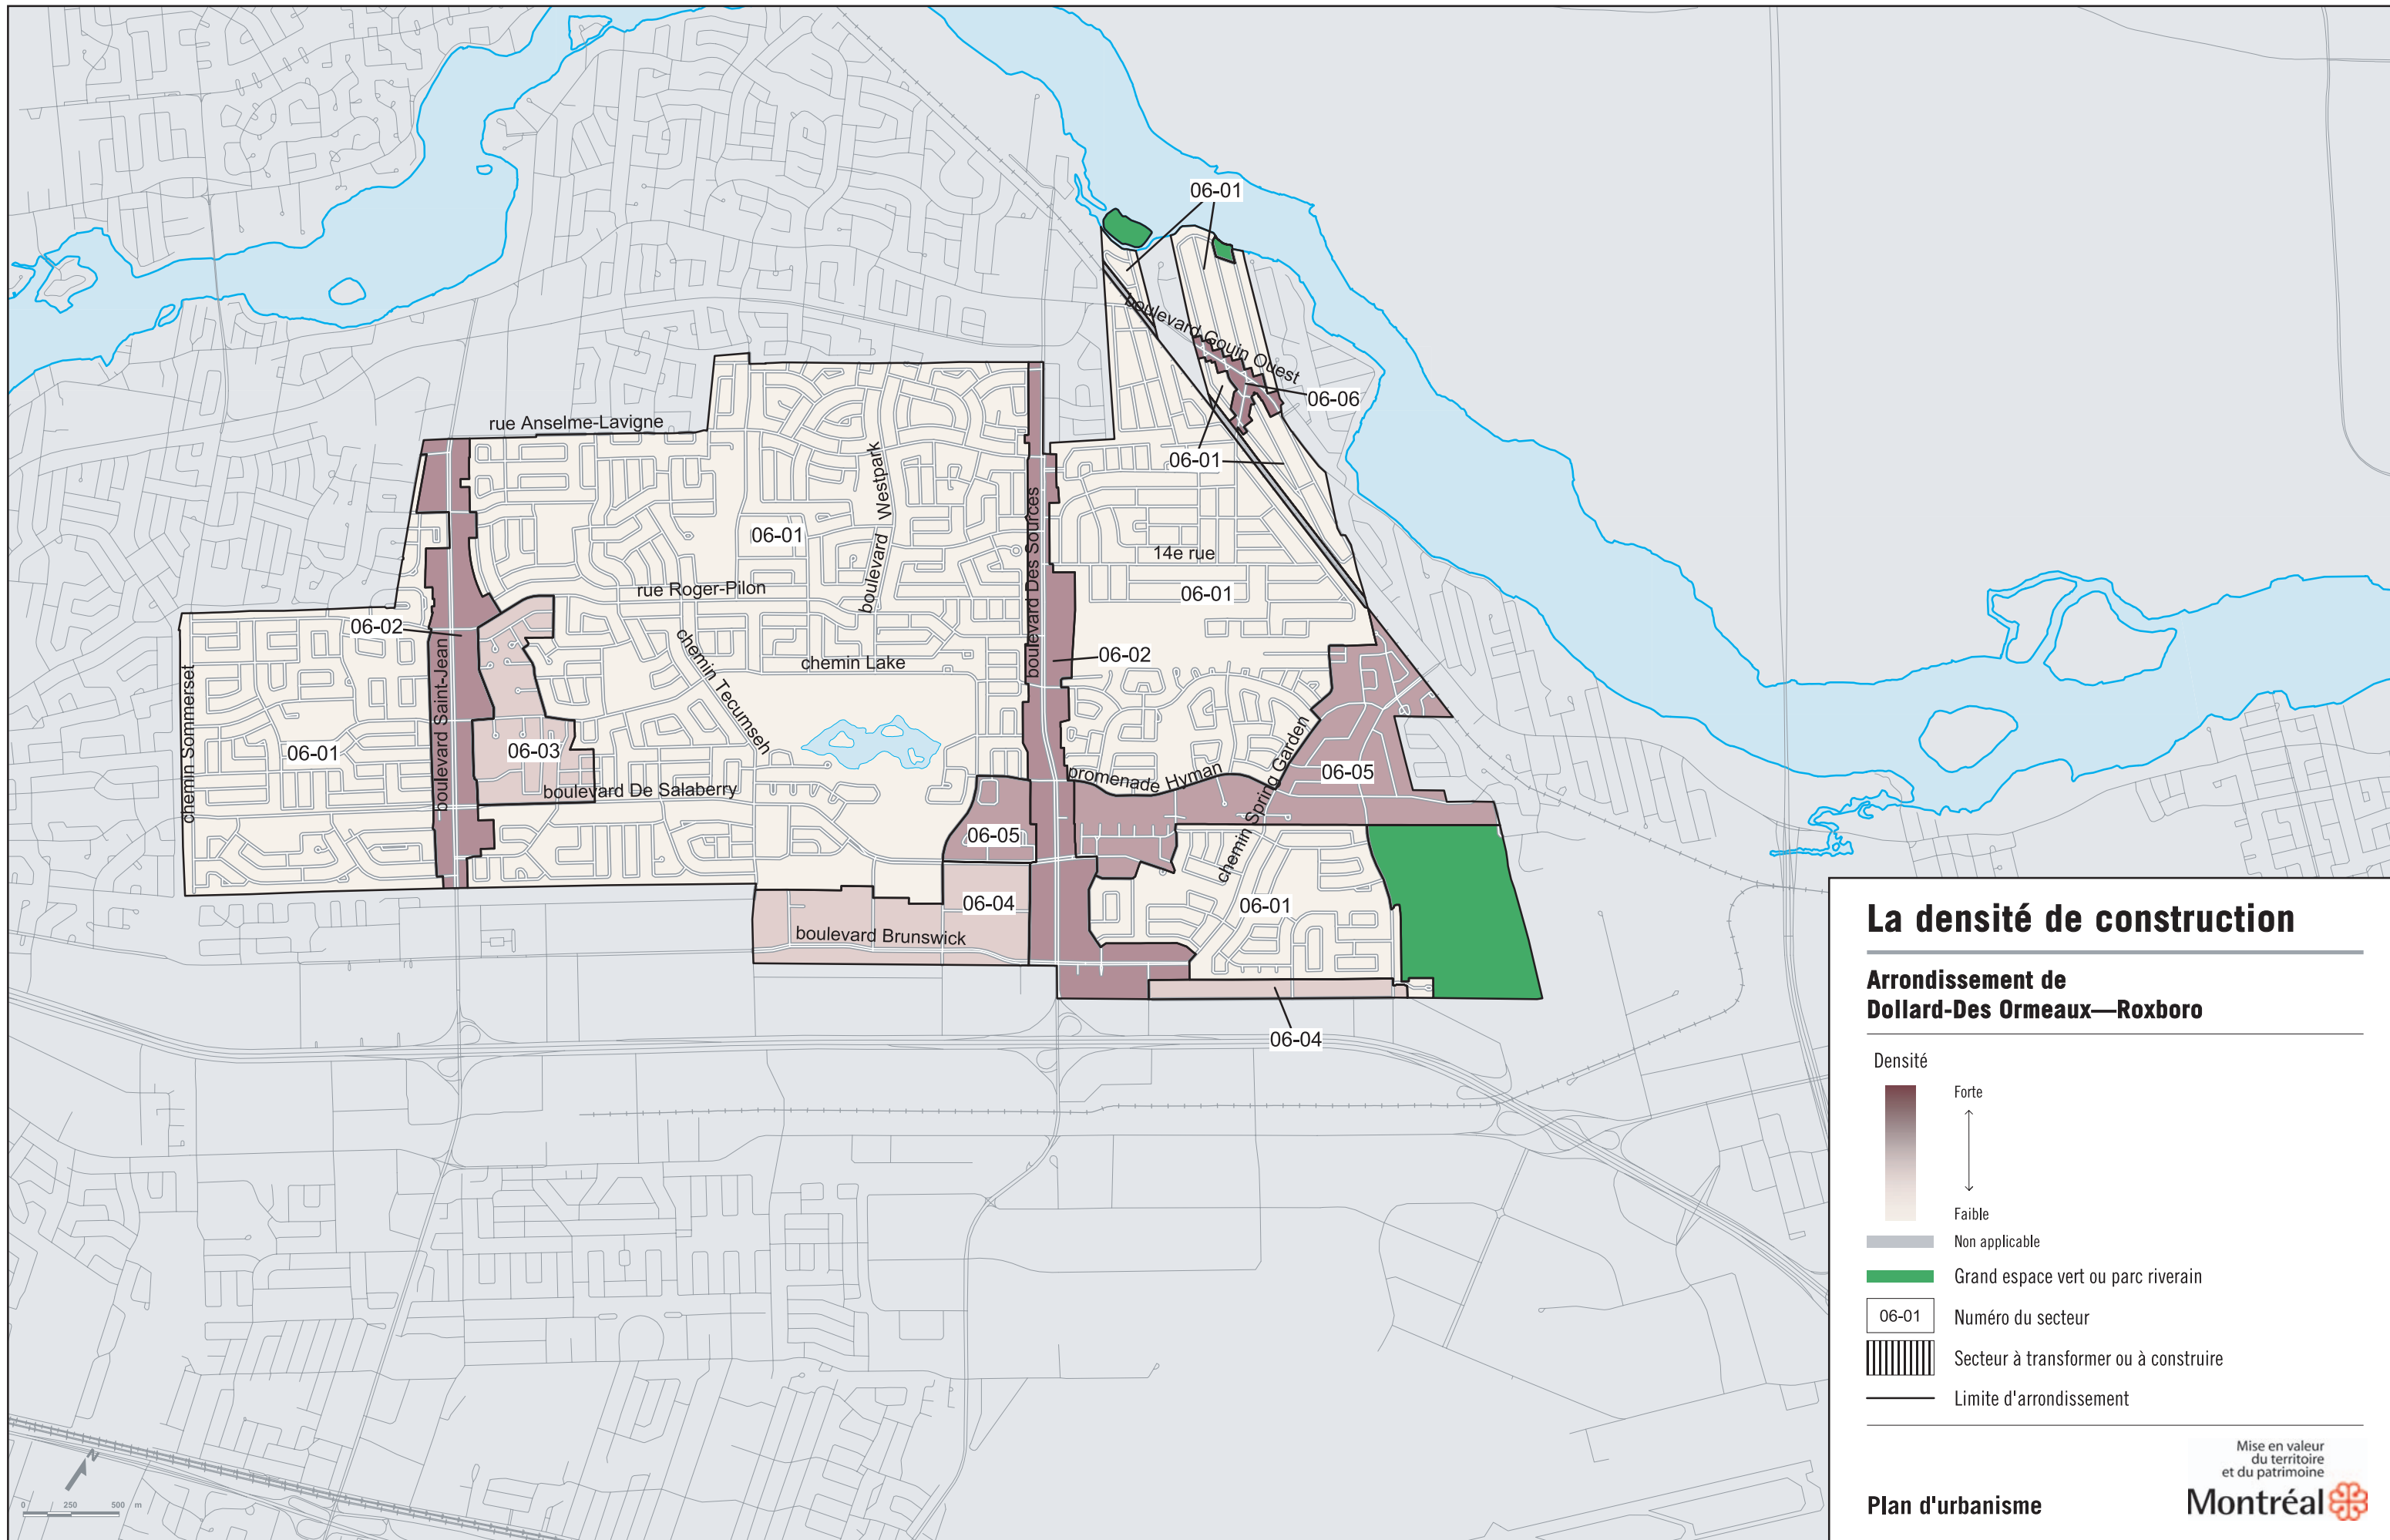 06-01
boulevard Gouin Ouest
06-06
rue Anselme-Lavigne
06-01
boulevard Westpark
06-01
boulevard Des Sources
14e rue
rue Roger-Pilon
06-01
06-02
chemin Tecumseh
chemin Lake
06-02
chemin Sommerset
boulevard Saint-Jean
06-01
06-03
boulevard De Salaberry
promenade Hyman
chemin Spring Garden
06-05
06-05
06-04
06-01
boulevard Brunswick
06-04
La densité de construction
Arrondissement de
Dollard-Des Ormeaux—Roxboro
Densité
Forte
Faible
Non applicable
Grand espace vert ou parc riverain
06-01
Numéro du secteur
Secteur à transformer ou à construire
Limite d'arrondissement
N
0 250 500 m
Mise en valeur
du territoire
et du patrimoine
Plan d'urbanisme
Montréal